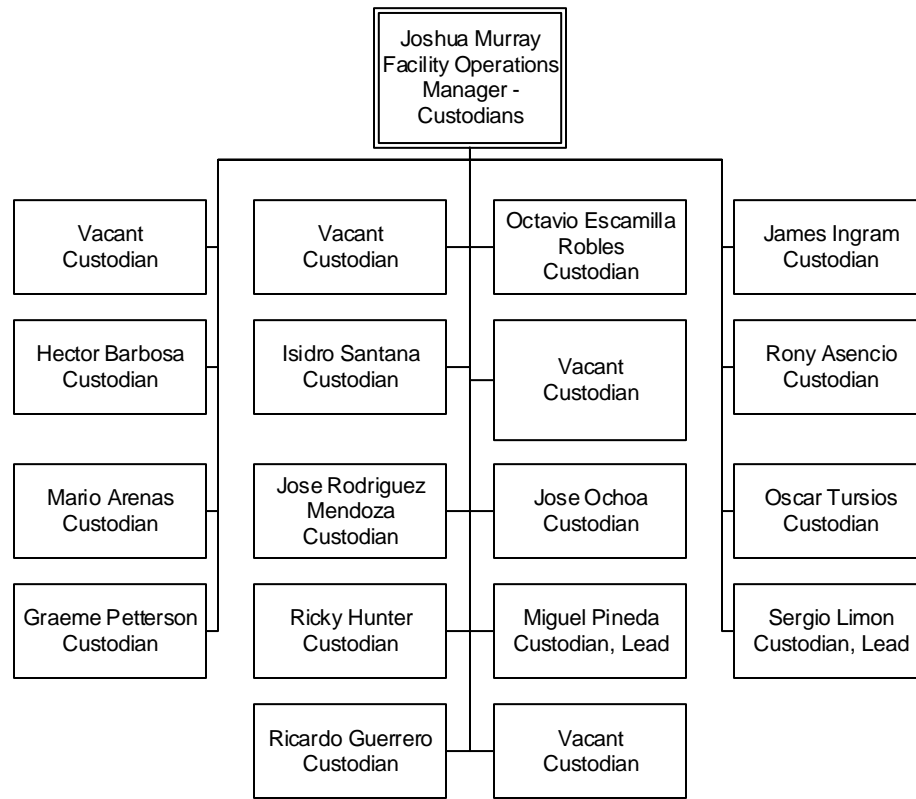 Joshua Murray
Facility Operations
Manager -
Custodians
Vacant
Custodian
Vacant
Custodian
Octavio Escamilla
Robles
Custodian
James Ingram
Custodian
Hector Barbosa
Custodian
Isidro Santana
Custodian
Vacant
Custodian
Rony Asencio
Custodian
Mario Arenas
Custodian
Jose Rodriguez
Mendoza
Custodian
Jose Ochoa
Custodian
Oscar Tursios
Custodian
Graeme Petterson
Custodian
Ricky Hunter
Custodian
Miguel Pineda
Custodian, Lead
Sergio Limon
Custodian, Lead
Ricardo Guerrero
Custodian
Vacant
Custodian